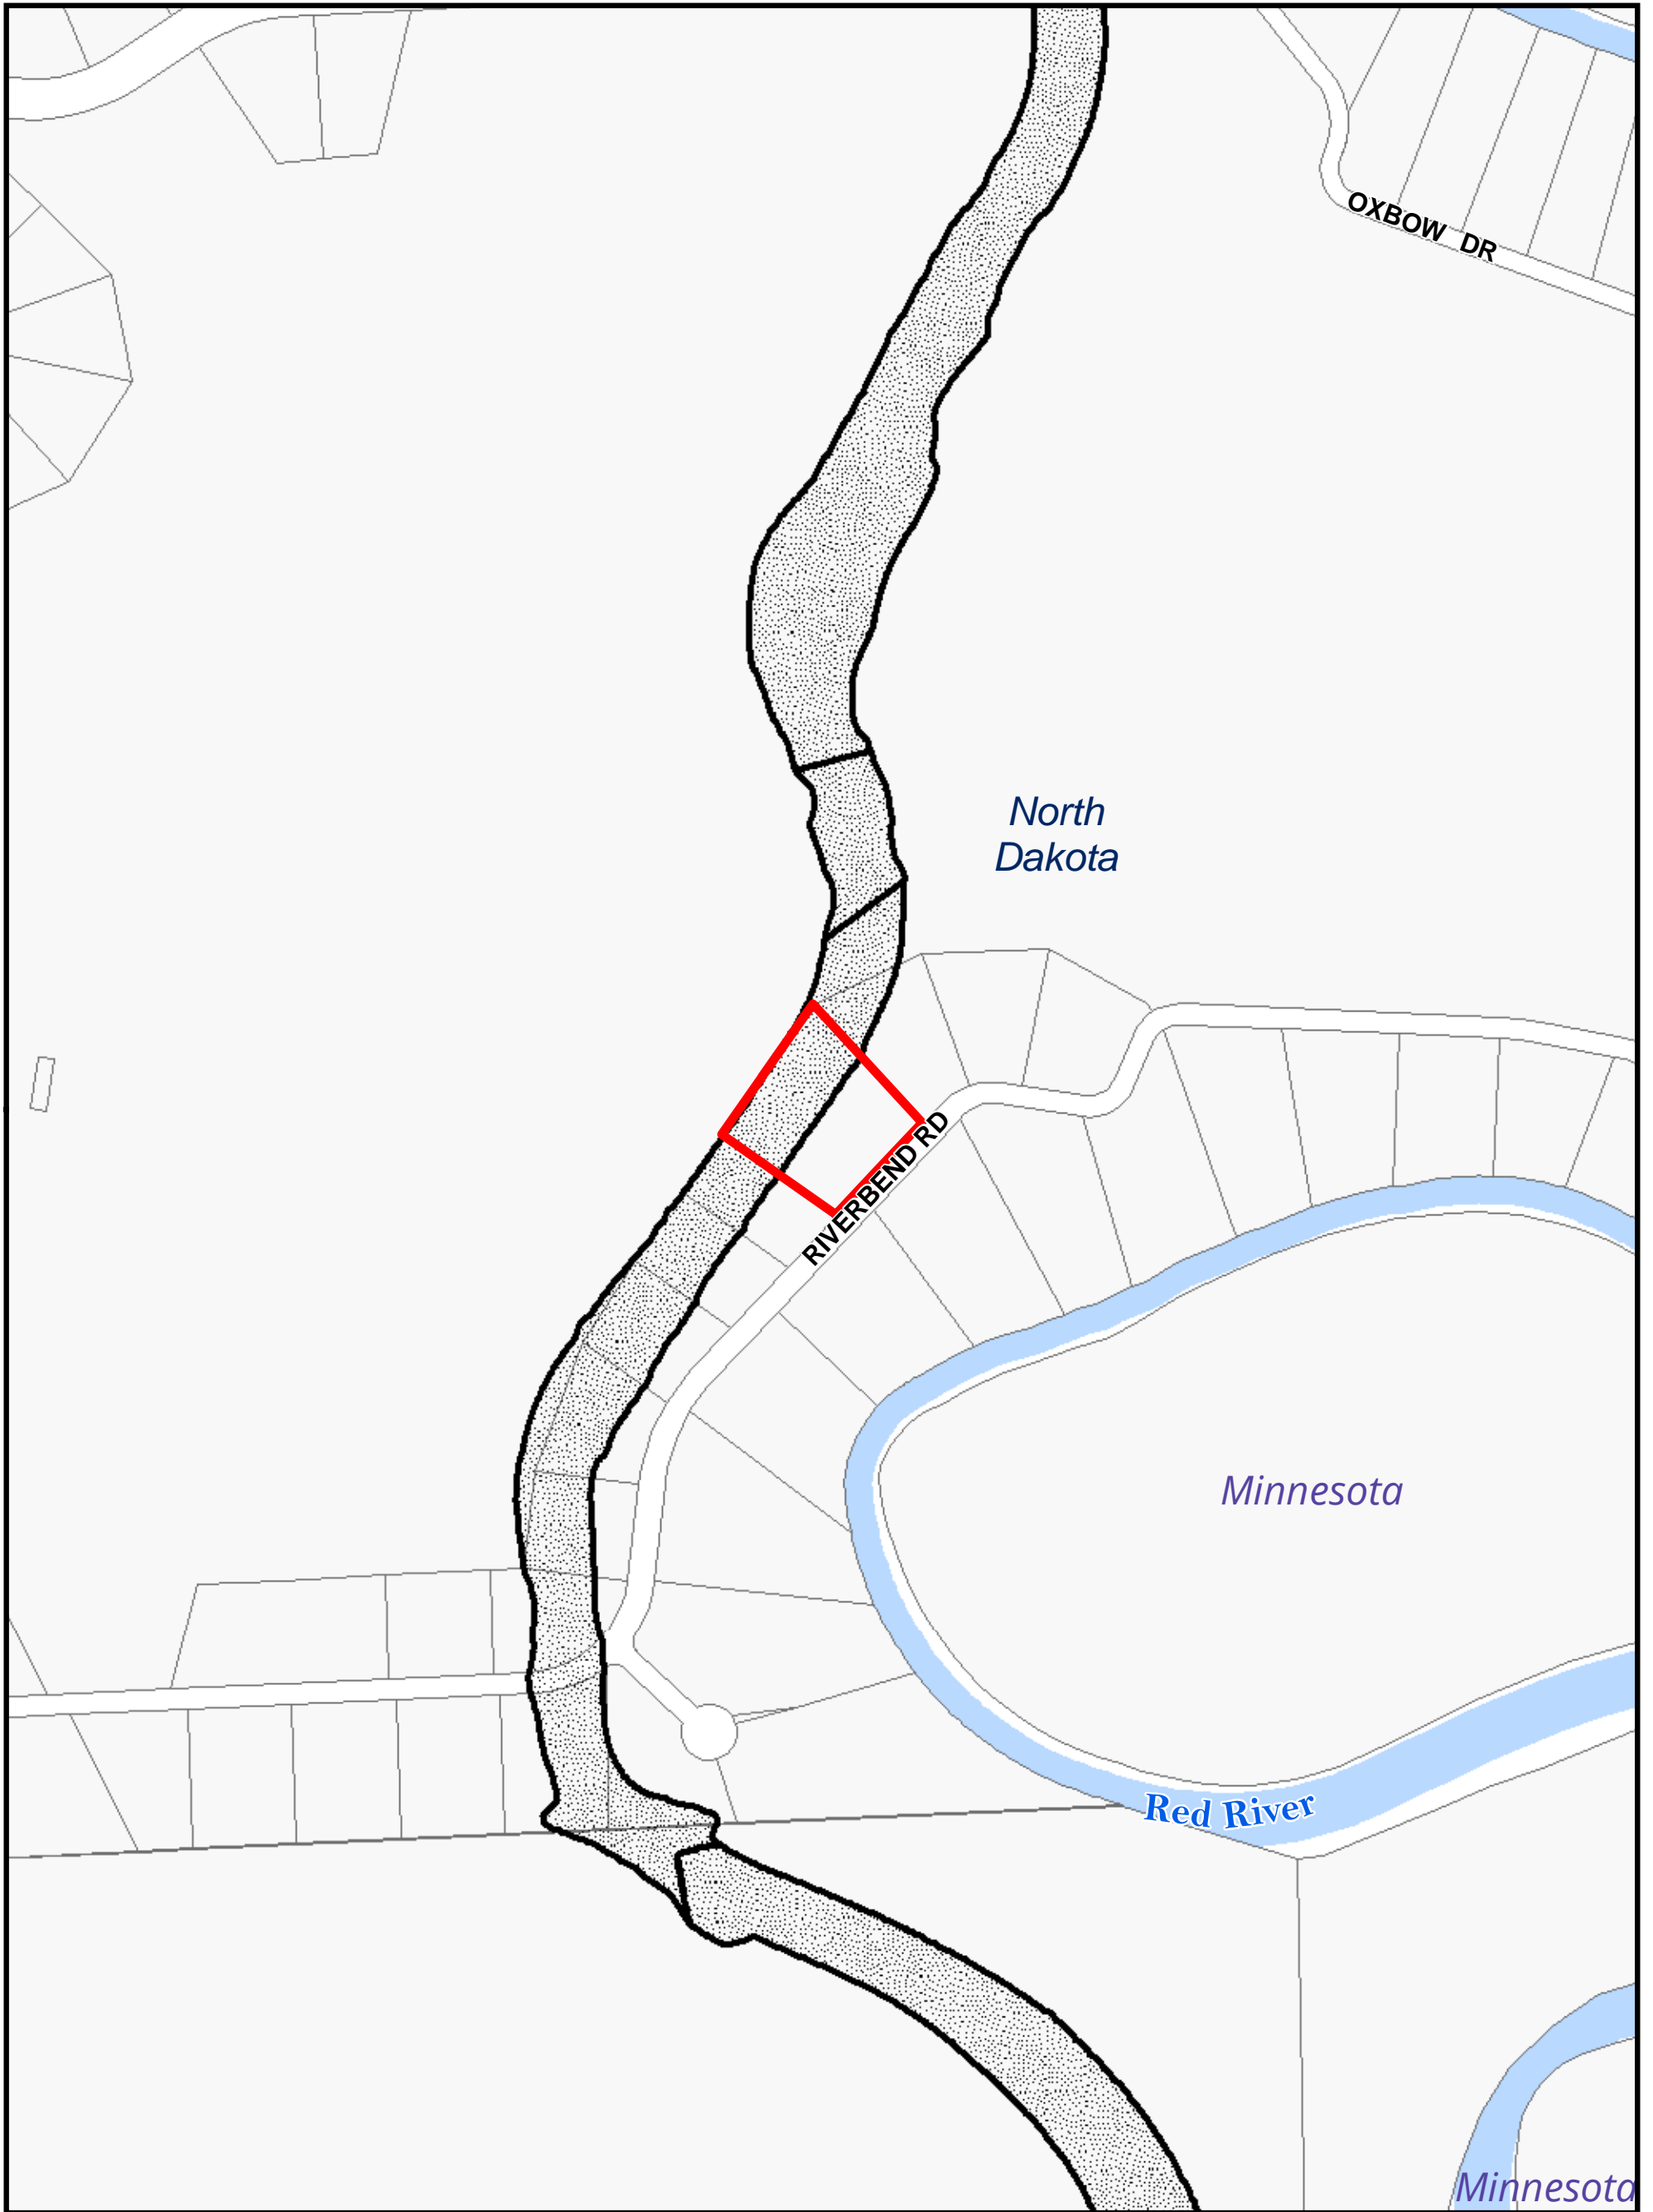 OXBOW DR
North
Dakota
RIVERBEND RD
Minnesota
Red River
Minnesota